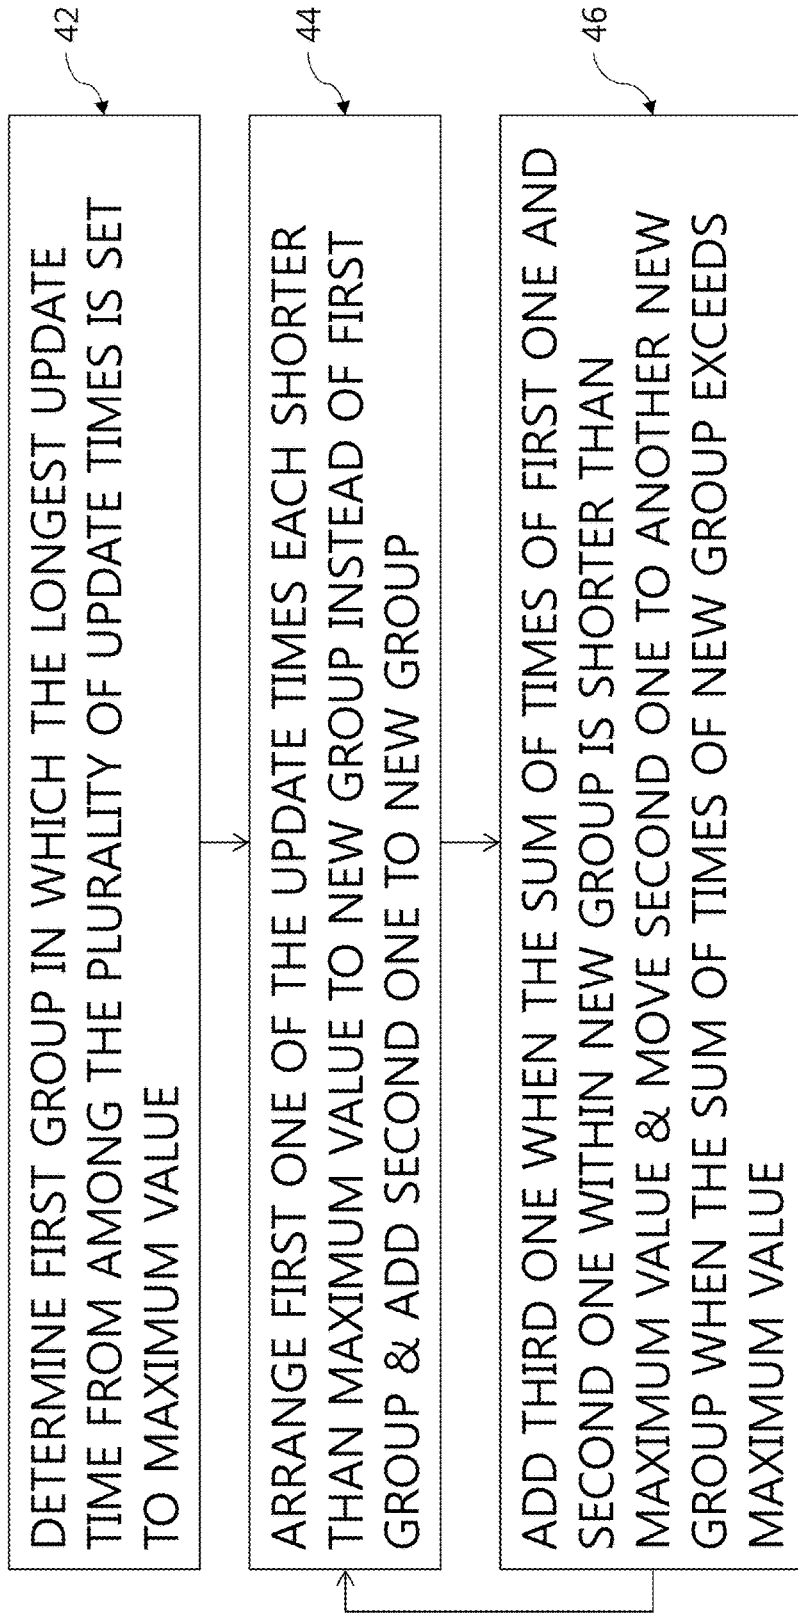 DETERMINE FIRST GROUP IN WHICH THE LONGEST UPDATE
TIME FROM AMONG THE PLURALITY OF UPDATE TIMES IS SET
TO MAXIMUM VALUE
42
ARRANGE FIRST ONE OF THE UPDATE TIMES EACH SHORTER
THAN MAXIMUM VALUE TO NEW GROUP INSTEAD OF FIRST
GROUP & ADD SECOND ONE TO NEW GROUP
44
ADD THIRD ONE WHEN THE SUM OF TIMES OF FIRST ONE AND
SECOND ONE WITHIN NEW GROUP IS SHORTER THAN
MAXIMUM VALUE & MOVE SECOND ONE TO ANOTHER NEW
GROUP WHEN THE SUM OF TIMES OF NEW GROUP EXCEEDS
MAXIMUM VALUE
46